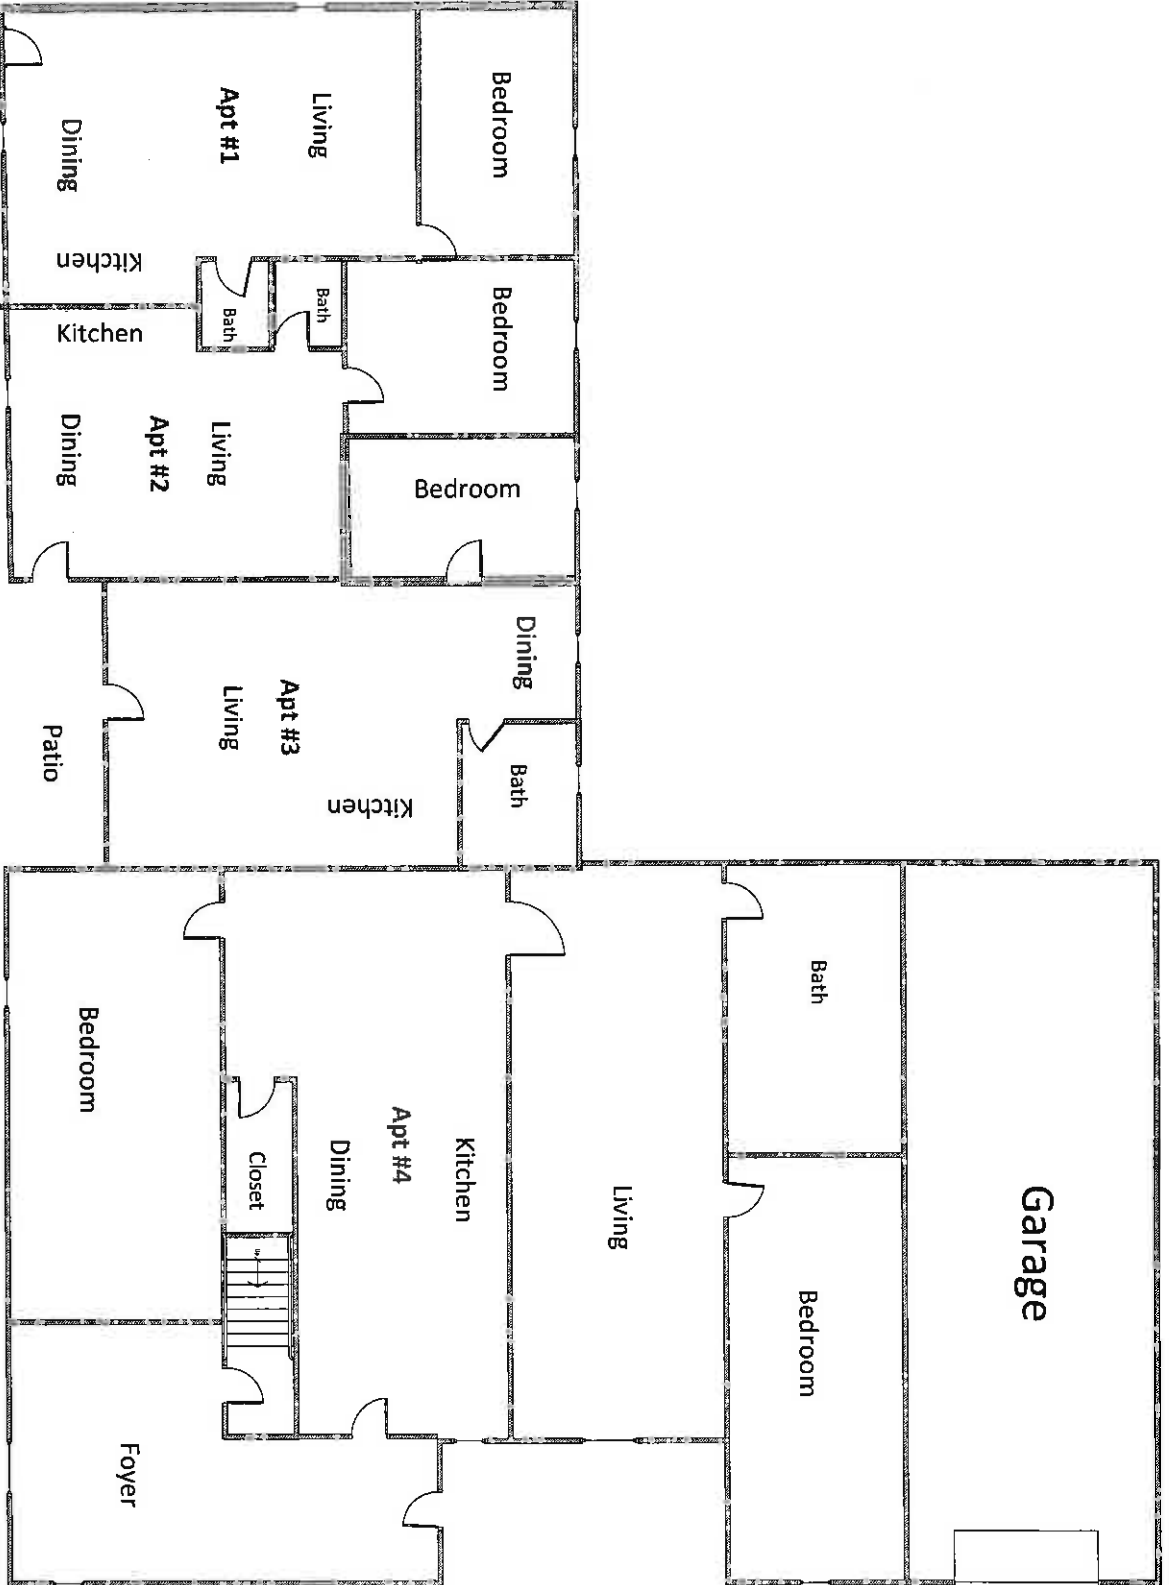 Bedroom
Living
Apt #1
Dining
Kitchen
Bath
Bath
Bedroom
Kitchen
Living
Apt #2
Dining
Bedroom
Dining
Apt #3
Living
Kitchen
Bath
Patio
Bedroom
Closet
Dining
Apt #4
Kitchen
Living
Bath
Bedroom
Garage
Foyer